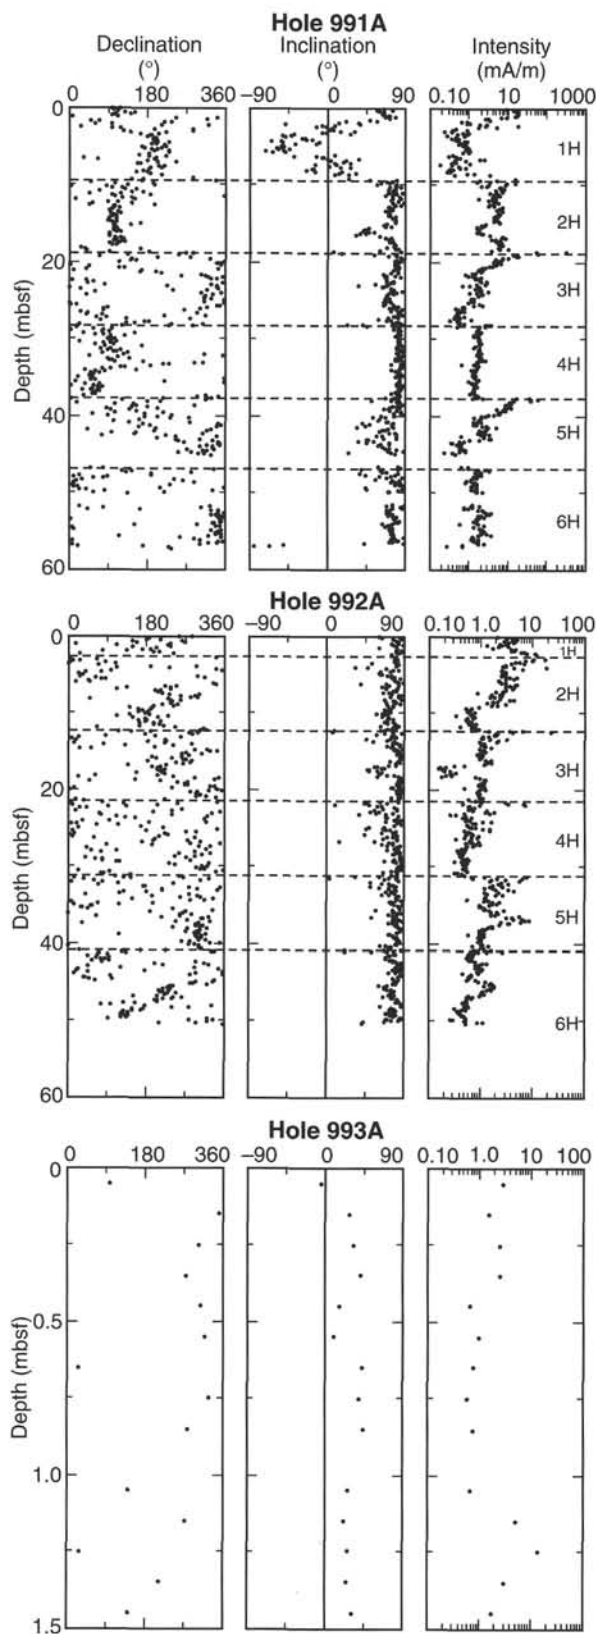 Hole 991A
Declination Inclination Intensity
(°) (°) (mA/m)
0 180 360 −90 0 90 0.10 10 1000
0
20
40
60
Depth (mbsf)
1H
2H
3H
4H
5H
6H
Hole 992A
0 180 360 −90 0 90 0.10 1.0 10 100
0
20
40
60
Depth (mbsf)
1H
2H
3H
4H
5H
6H
Hole 993A
0 180 360 −90 0 90 0.10 1.0 10 100
0
0.5
1.0
1.5
Depth (mbsf)